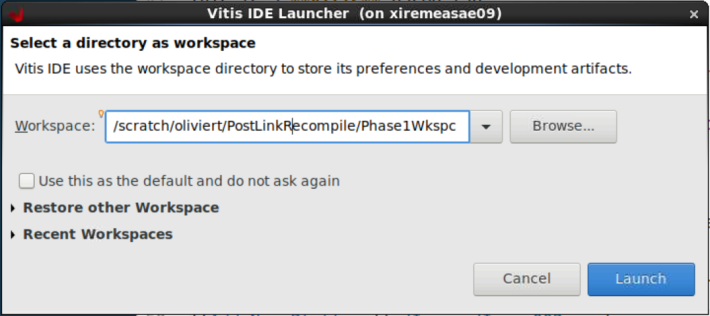 Vitis IDE Launcher (on xiremeasae09)
Select a directory as workspace
Vitis IDE uses the workspace directory to store its preferences and development artifacts.
Workspace: /scratch/oliviert/PostLinkRecompile/Phase1Wkspc Browse...
Use this as the default and do not ask again
Restore other Workspace
Recent Workspaces
Cancel Launch